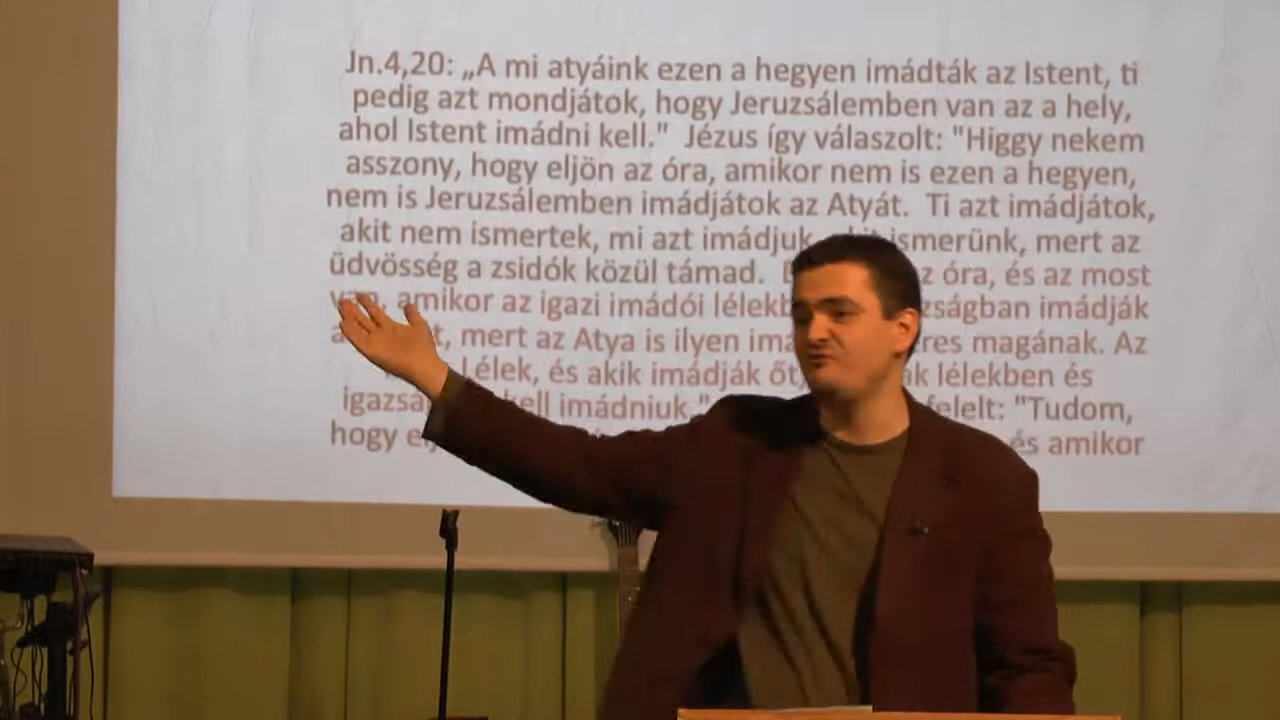 Jn.4,20: „A mi atyáink ezen a hegyen imádták az Istent, ti
pedig azt mondjátok, hogy Jeruzsálemben van az a hely,
ahol Istent imádni kell." Jézus így válaszolt: "Higgy nekem
asszony, hogy eljön az óra, amikor nem is ezen a hegyen,
nem is Jeruzsálemben imádjátok az Atyát. Ti azt imádjátok,
akit nem ismertek, mi azt imádjuk, ismerünk, mert az
üdvösség a zsidók közül támad. óra, és az most
van, amikor az igazi imádói imádják
mert az Atya is ilyen magának. Az
és akik imádják lélekben és
kell imádniuk." felelt: "Tudom,
hogy és amikor